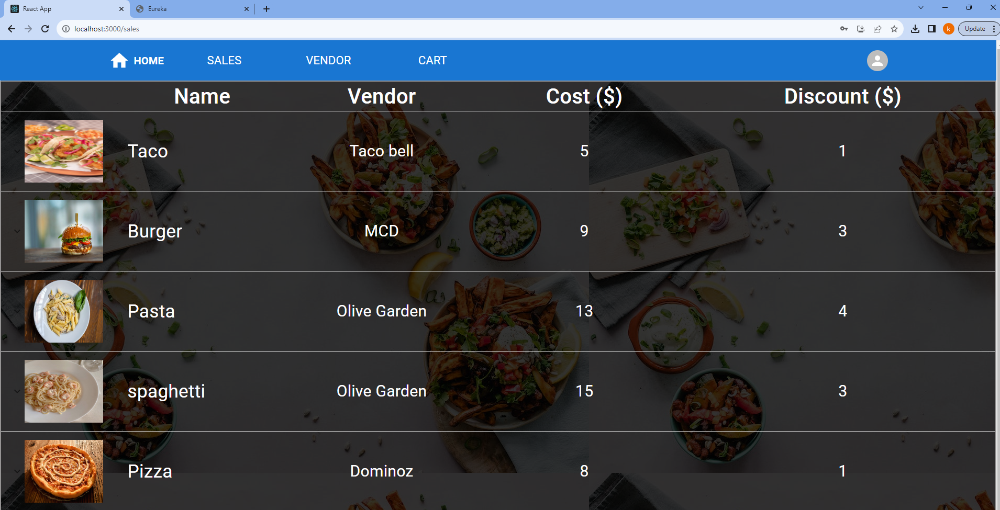 React App
Eureka
localhost:3000/sales
k
Update
HOME SALES VENDOR CART
Name Vendor Cost ($) Discount ($)
Taco Taco bell 5 1
Burger MCD 9 3
Pasta Olive Garden 13 4
spaghetti Olive Garden 15 3
Pizza Dominoz 8 1